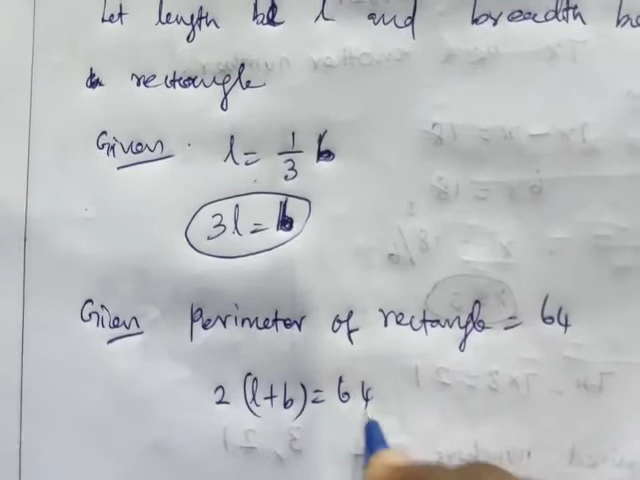 Let length be l and breadth be
rectangle
Given. l = 1/3 b
3l = b
Given perimeter of rectangle = 64
2 (l+b) = 64